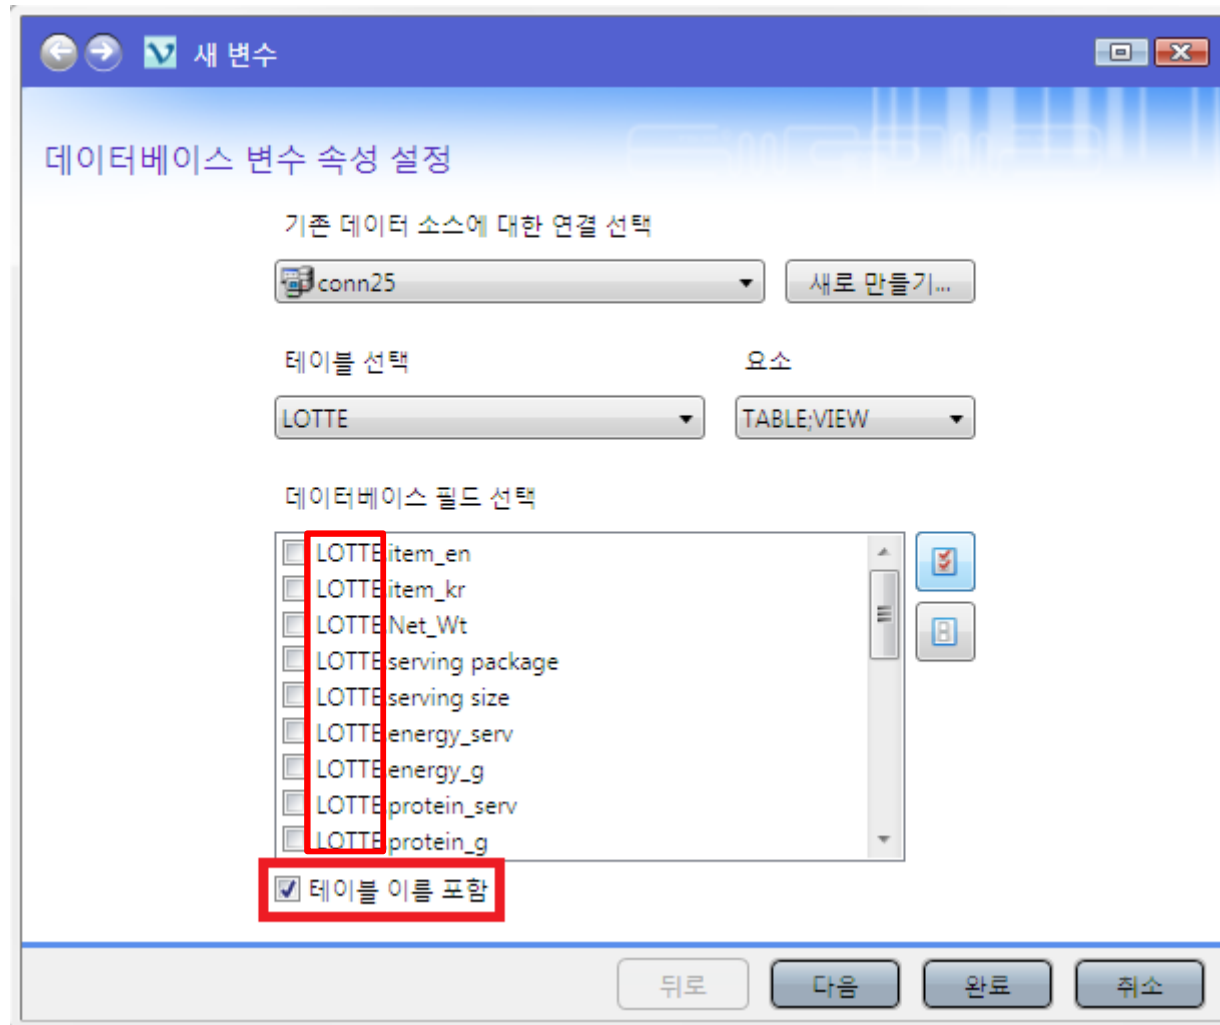 새 변수
데이터베이스 변수 속성 설정
기존 데이터 소스에 대한 연결 선택
conn25 새로 만들기...
테이블 선택 요소
LOTTE TABLE;VIEW
데이터베이스 필드 선택
LOTTE item_en
LOTTE item_kr
LOTTE Net_Wt
LOTTE serving package
LOTTE serving size
LOTTE energy_serv
LOTTE energy_g
LOTTE protein_serv
LOTTE protein_g
테이블 이름 포함
뒤로 다음 완료 취소